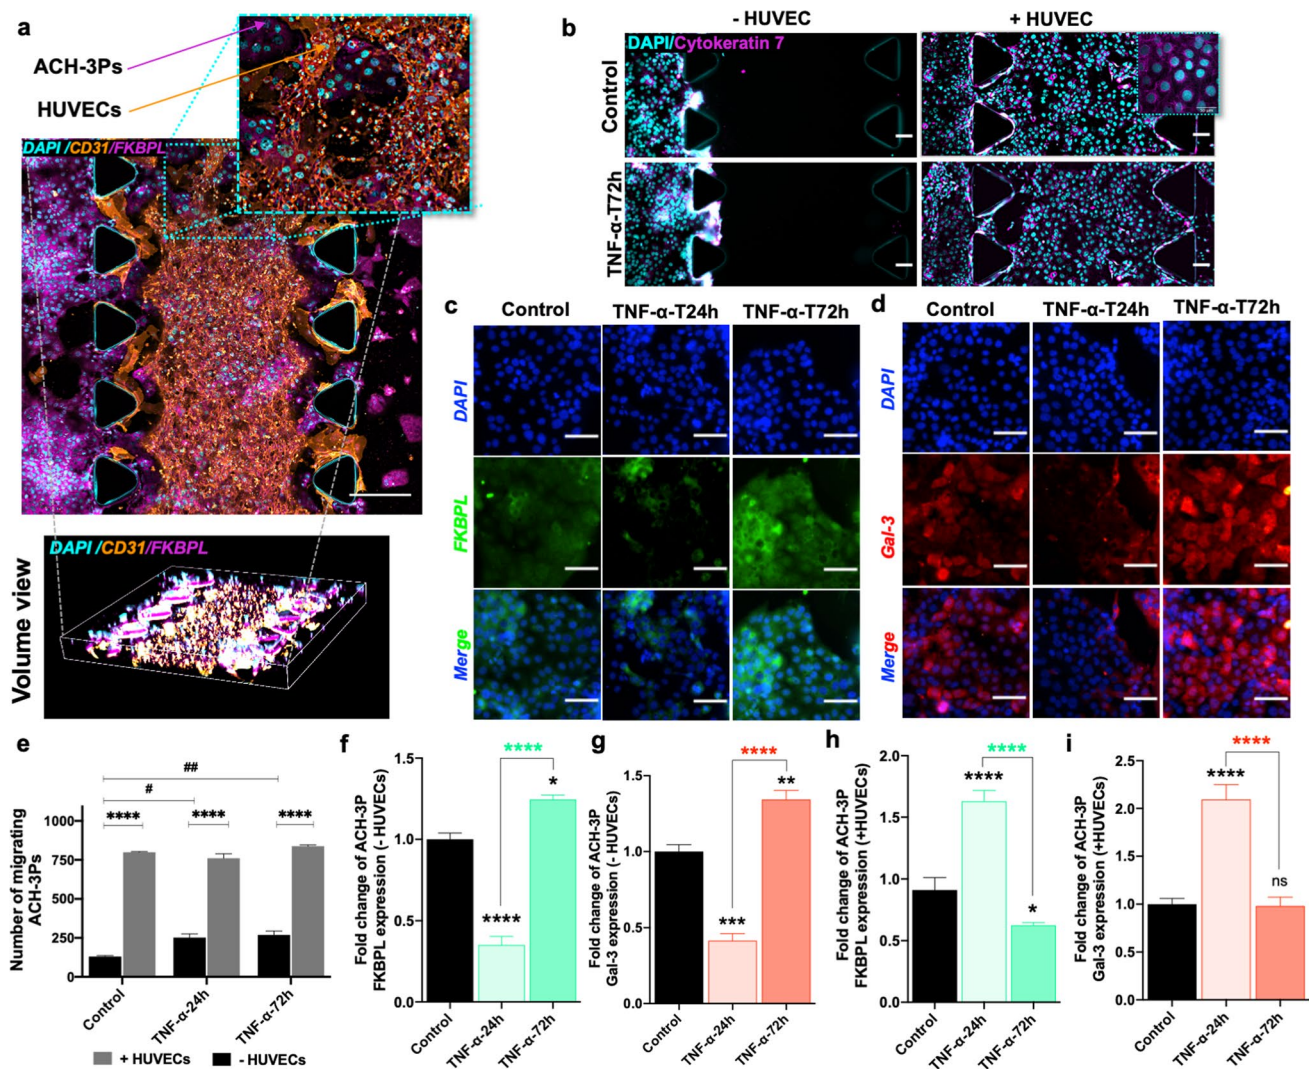 a
ACH-3Ps
HUVECs
DAPI /CD31/FKBPL
Volume view
DAPI /CD31/FKBPL
b
- HUVEC
+ HUVEC
DAPI/Cytokeratin 7
Control
TNF-α-T72h
c
Control
TNF-α-T24h
TNF-α-T72h
DAPI
FKBPL
Merge
d
Control
TNF-α-T24h
TNF-α-T72h
DAPI
Gal-3
Merge
e
Number of migrating
ACH-3Ps
1000
750
500
250
0
##
#
****
****
****
Control
TNF-α-24h
TNF-α-72h
+ HUVECs
- HUVECs
f
Fold change of ACH-3P
FKBPL expression (- HUVECs)
1.5
1.0
0.5
0.0
****
****
*
Control
TNF-α-24h
TNF-α-72h
g
Fold change of ACH-3P
Gal-3 expression (- HUVECs)
1.5
1.0
0.5
0.0
****
***
**
Control
TNF-α-24h
TNF-α-72h
h
Fold change of ACH-3P
FKBPL expression (+HUVECs)
2.0
1.5
1.0
0.5
0.0
****
****
*
Control
TNF-α-24h
TNF-α-72h
i
Fold change of ACH-3P
Gal-3 expression (+HUVECs)
2.5
2.0
1.5
1.0
0.5
0.0
****
****
ns
Control
TNF-α-24h
TNF-α-72h